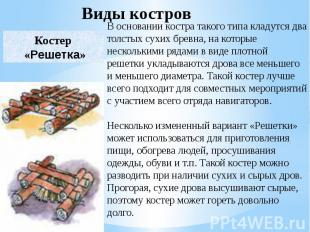 Виды костров
Костер
«Решетка»
В основании костра такого типа кладутся два
толстых сухих бревна, на которые
несколькими рядами в виде плотной
решетки укладываются дрова все меньшего
и меньшего диаметра. Такой костер лучше
всего подходит для совместных мероприятий
с участием всего отряда навигаторов.
Несколько измененный вариант «Решетки»
может использоваться для приготовления
пищи, обогрева людей, просушивания
одежды, обуви и т.п. Такой костер можно
разводить при наличии сухих и сырых дров.
Прогорая, сухие дрова высушивают сырые,
поэтому костер может гореть довольно
долго.
PPt4WEB.ru